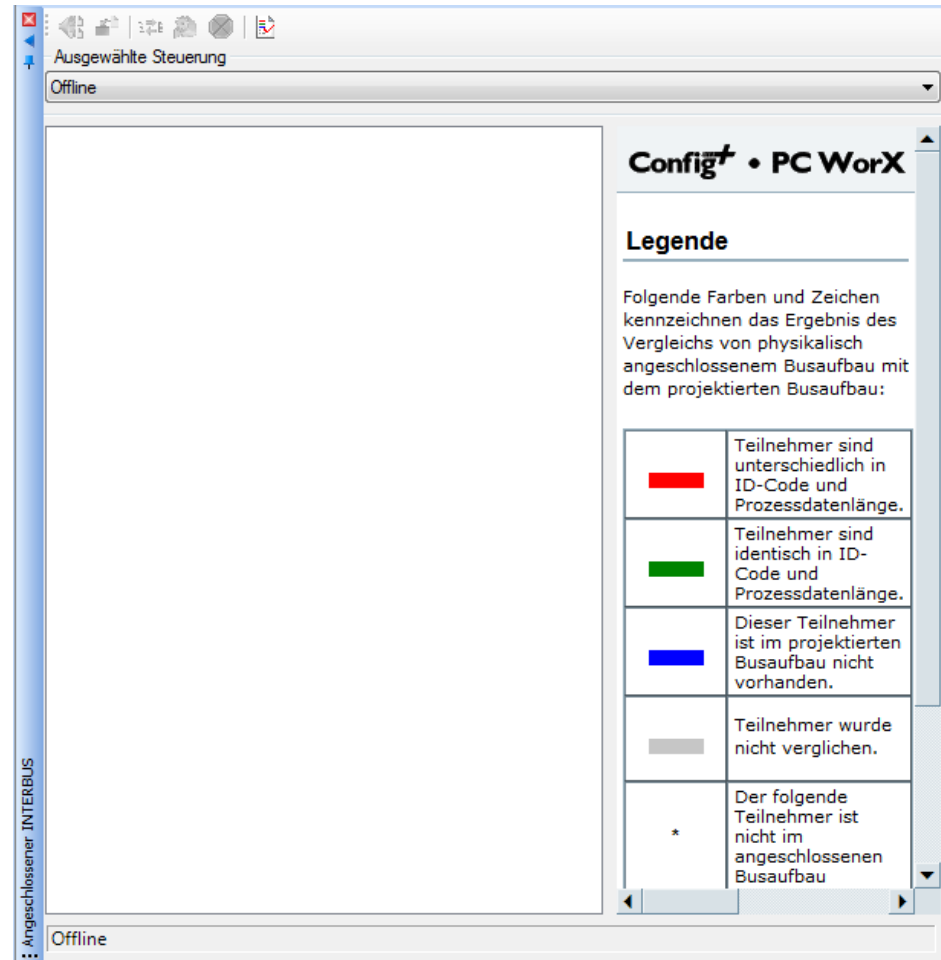 Ausgewählte Steuerung
Offline
Config+ • PC WorX
Legende
Folgende Farben und Zeichen
kennzeichnen das Ergebnis des
Vergleichs von physikalisch
angeschlossenem Busaufbau mit
dem projektierten Busaufbau:
Teilnehmer sind
unterschiedlich in
ID-Code und
Prozessdatenlänge.
Teilnehmer sind
identisch in ID-
Code und
Prozessdatenlänge.
Dieser Teilnehmer
ist im projektierten
Busaufbau nicht
vorhanden.
Teilnehmer wurde
nicht verglichen.
*
Der folgende
Teilnehmer ist
nicht im
angeschlossenen
Busaufbau
Angeschlossener INTERBUS
Offline